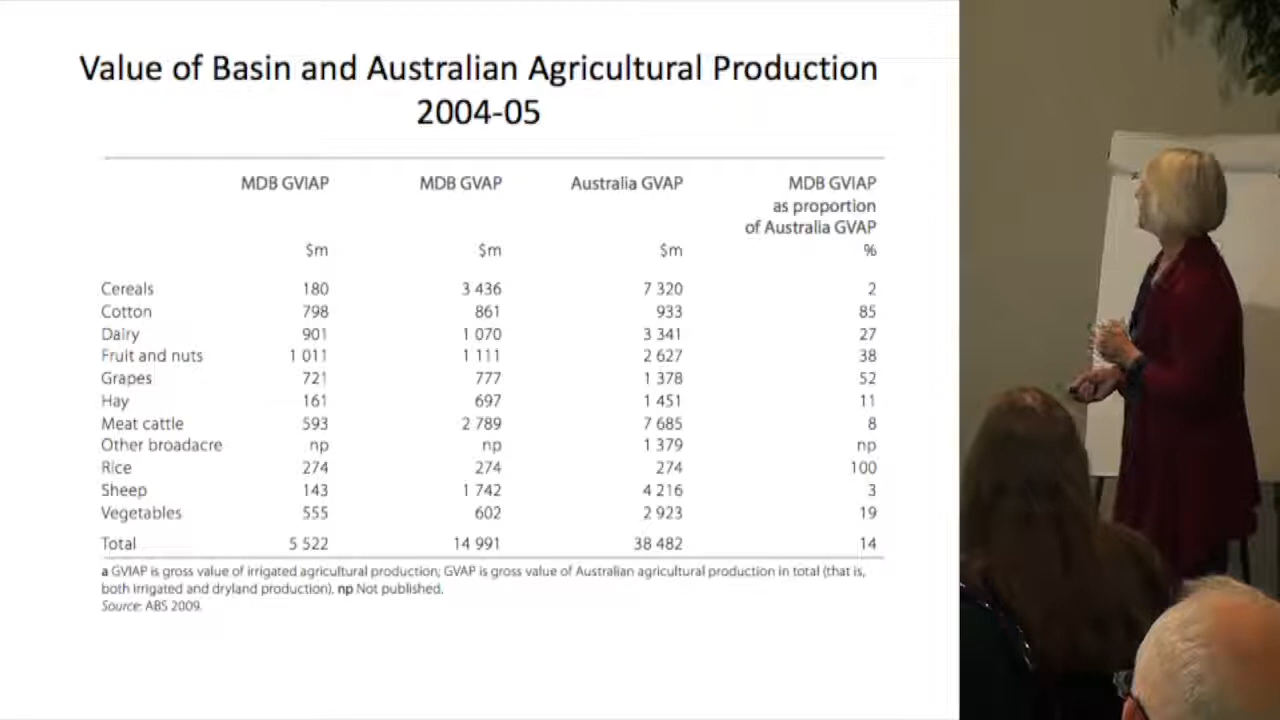 Value of Basin and Australian Agricultural Production
2004-05
MDB GVIAP MDB GVAP Australia GVAP MDB GVIAP
as proportion
of Australia GVAP
$m $m $m %
Cereals 180 3 436 7 320 2
Cotton 798 861 933 85
Dairy 901 1 070 3 341 27
Fruit and nuts 1 011 1 111 2 627 38
Grapes 721 777 1 378 52
Hay 161 697 1 451 11
Meat cattle 593 2 789 7 685 8
Other broadacre np np 1 379 np
Rice 274 274 274 100
Sheep 143 1 742 4 216 3
Vegetables 555 602 2 923 19
Total 5 522 14 991 38 482 14
a GVIAP is gross value of irrigated agricultural production; GVAP is gross value of Australian agricultural production in total (that is,
both irrigated and dryland production). np Not published.
Source: ABS 2009.